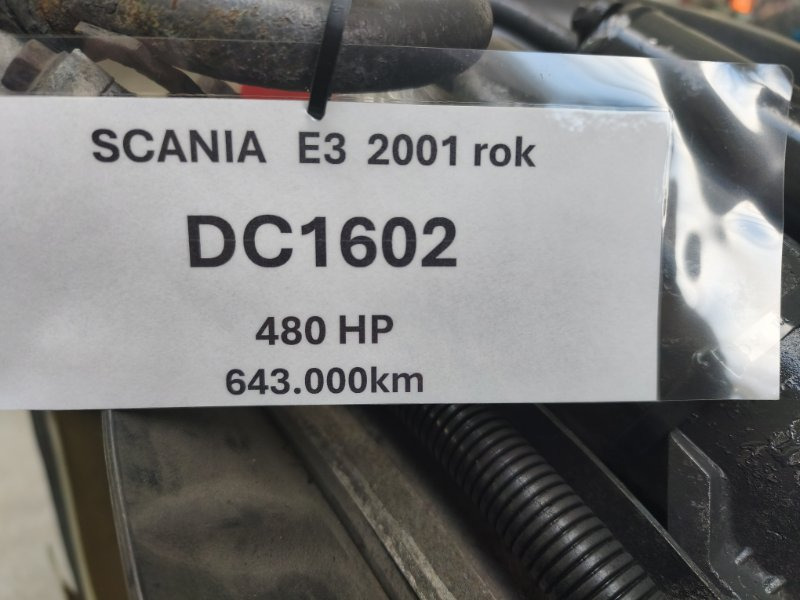 SCANIA E3 2001 rok
DC1602
480 HP
643.000km